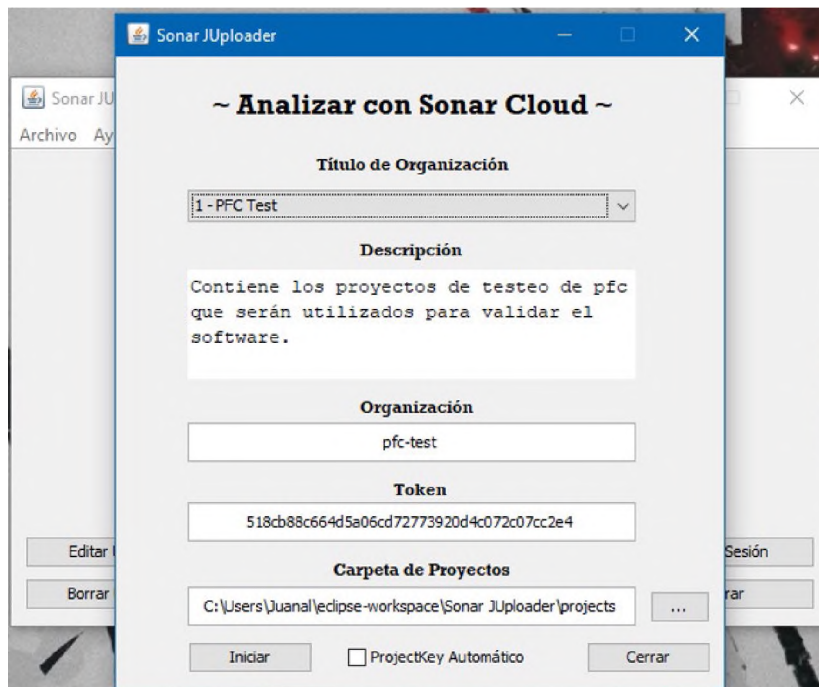 Sonar JUploader
Sonar JU
Archivo Ay
~ Analizar con Sonar Cloud ~
Título de Organización
1 - PFC Test
Descripción
Contiene los proyectos de testeo de pfc
que serán utilizados para validar el
software.
Organización
pfc-test
Token
518cb88c664d5a06cd72773920d4c072c07cc2e4
Carpeta de Proyectos
C:\Users\Juanal\eclipse-workspace\Sonar JUploader\projects
...
Editar
Sesión
Borrar
rar
Iniciar
ProjectKey Automático
Cerrar